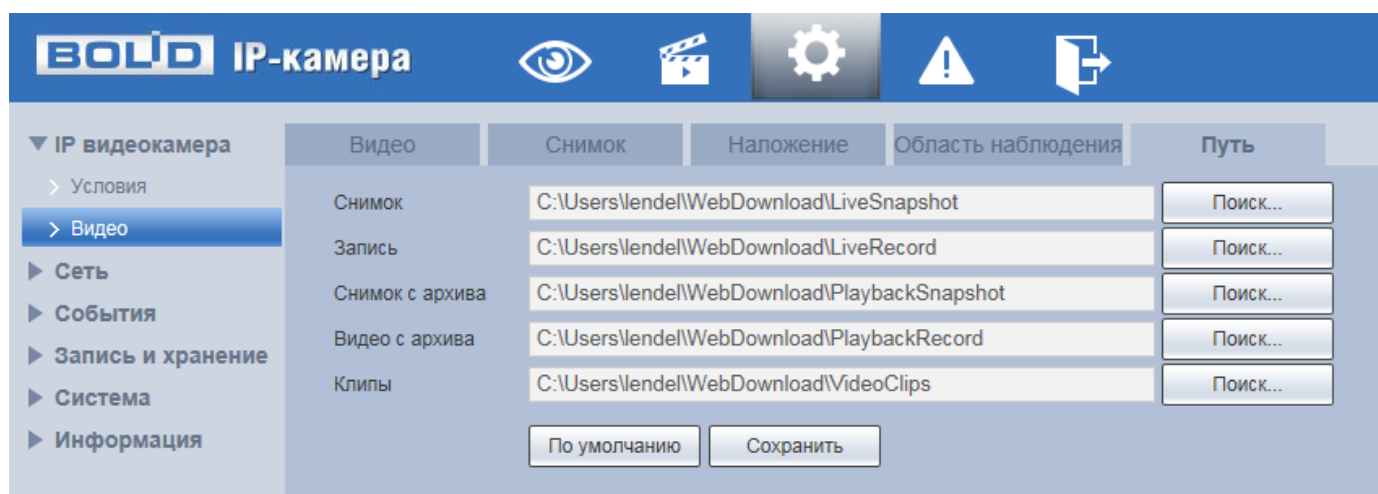 BOLID IP-камера
IP видеокамера
Условия
Видео
Сеть
События
Запись и хранение
Система
Информация
Видео Снимок Наложение Область наблюдения Путь
Снимок C:\Users\lendel\WebDownload\LiveSnapshot Поиск...
Запись C:\Users\lendel\WebDownload\LiveRecord Поиск...
Снимок с архива C:\Users\lendel\WebDownload\PlaybackSnapshot Поиск...
Видео с архива C:\Users\lendel\WebDownload\PlaybackRecord Поиск...
Клипы C:\Users\lendel\WebDownload\VideoClips Поиск...
По умолчанию Сохранить